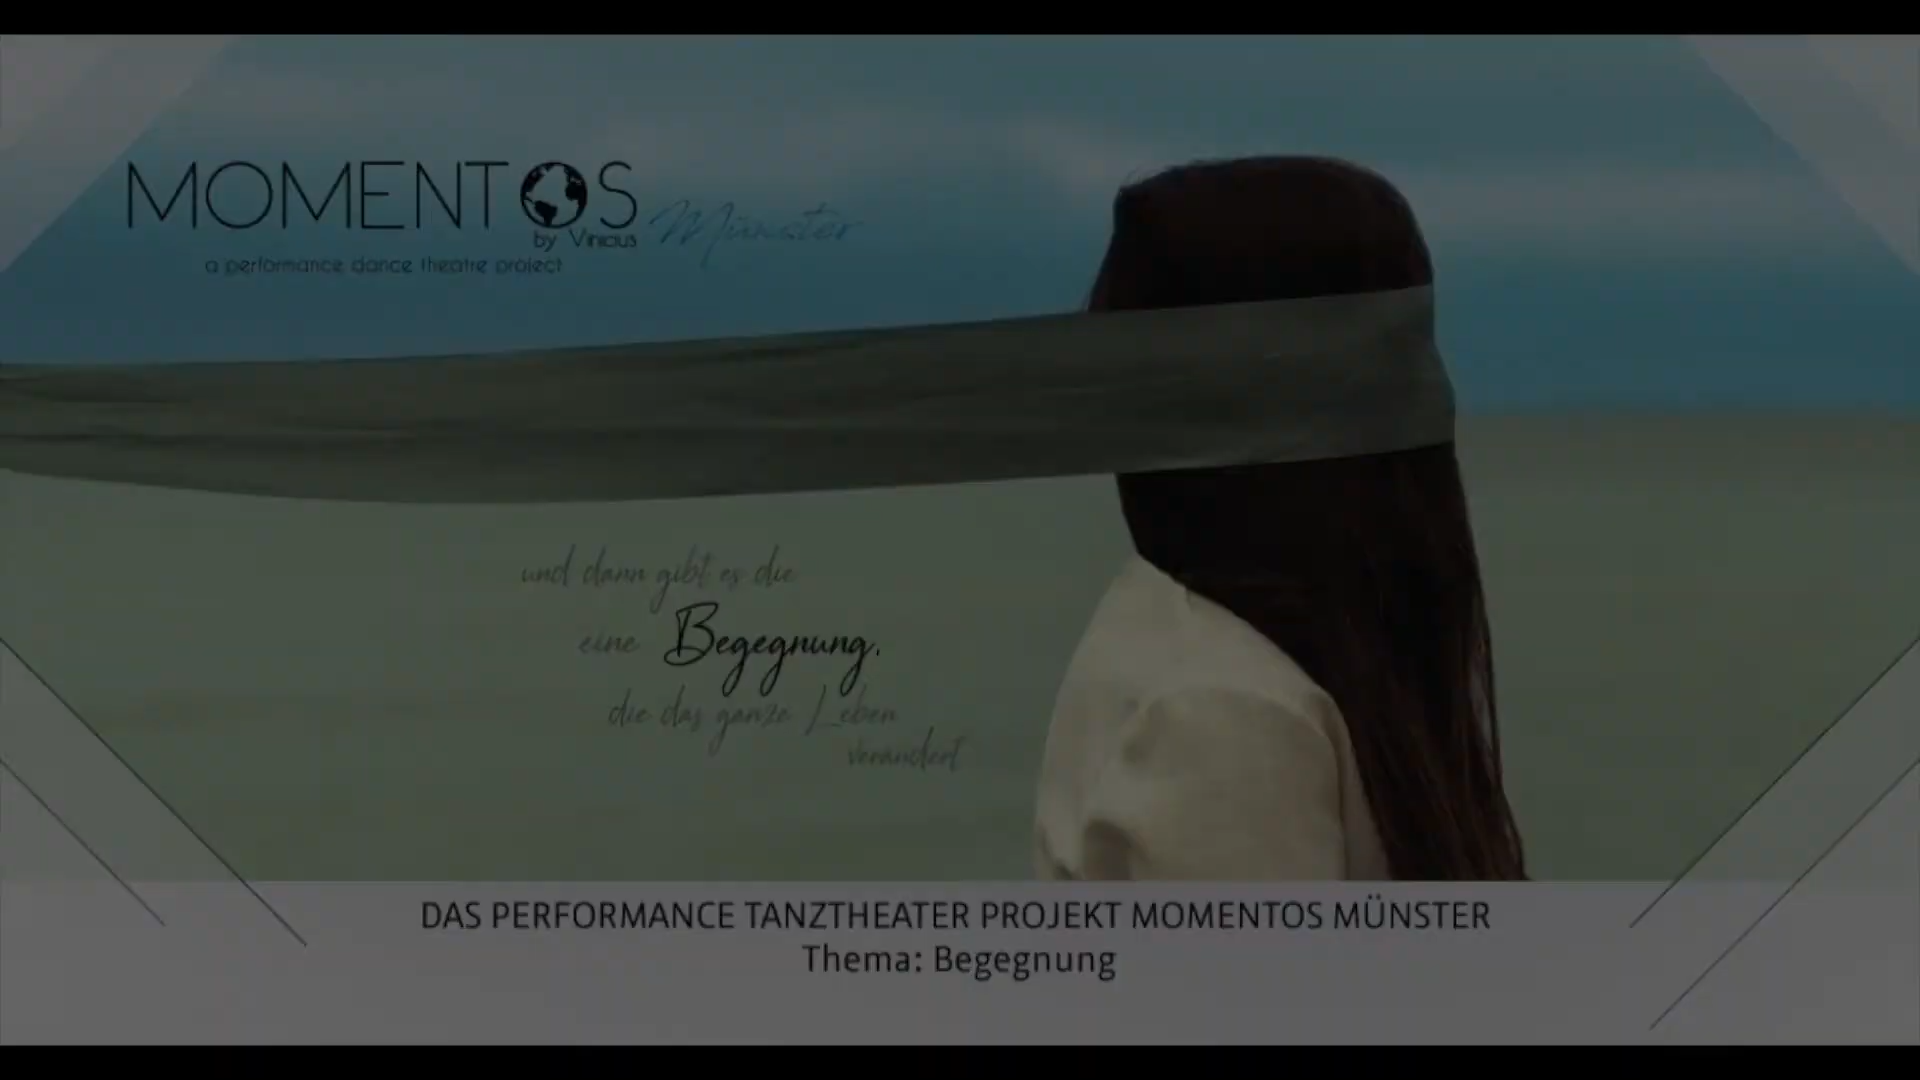 MOMENTOS
by Vinicius Münster
a performance dance theatre project
und dann gibt es die
eine Begegnung,
die das ganze Leben
verändert
DAS PERFORMANCE TANZTHEATER PROJEKT MOMENTOS MÜNSTER
Thema: Begegnung